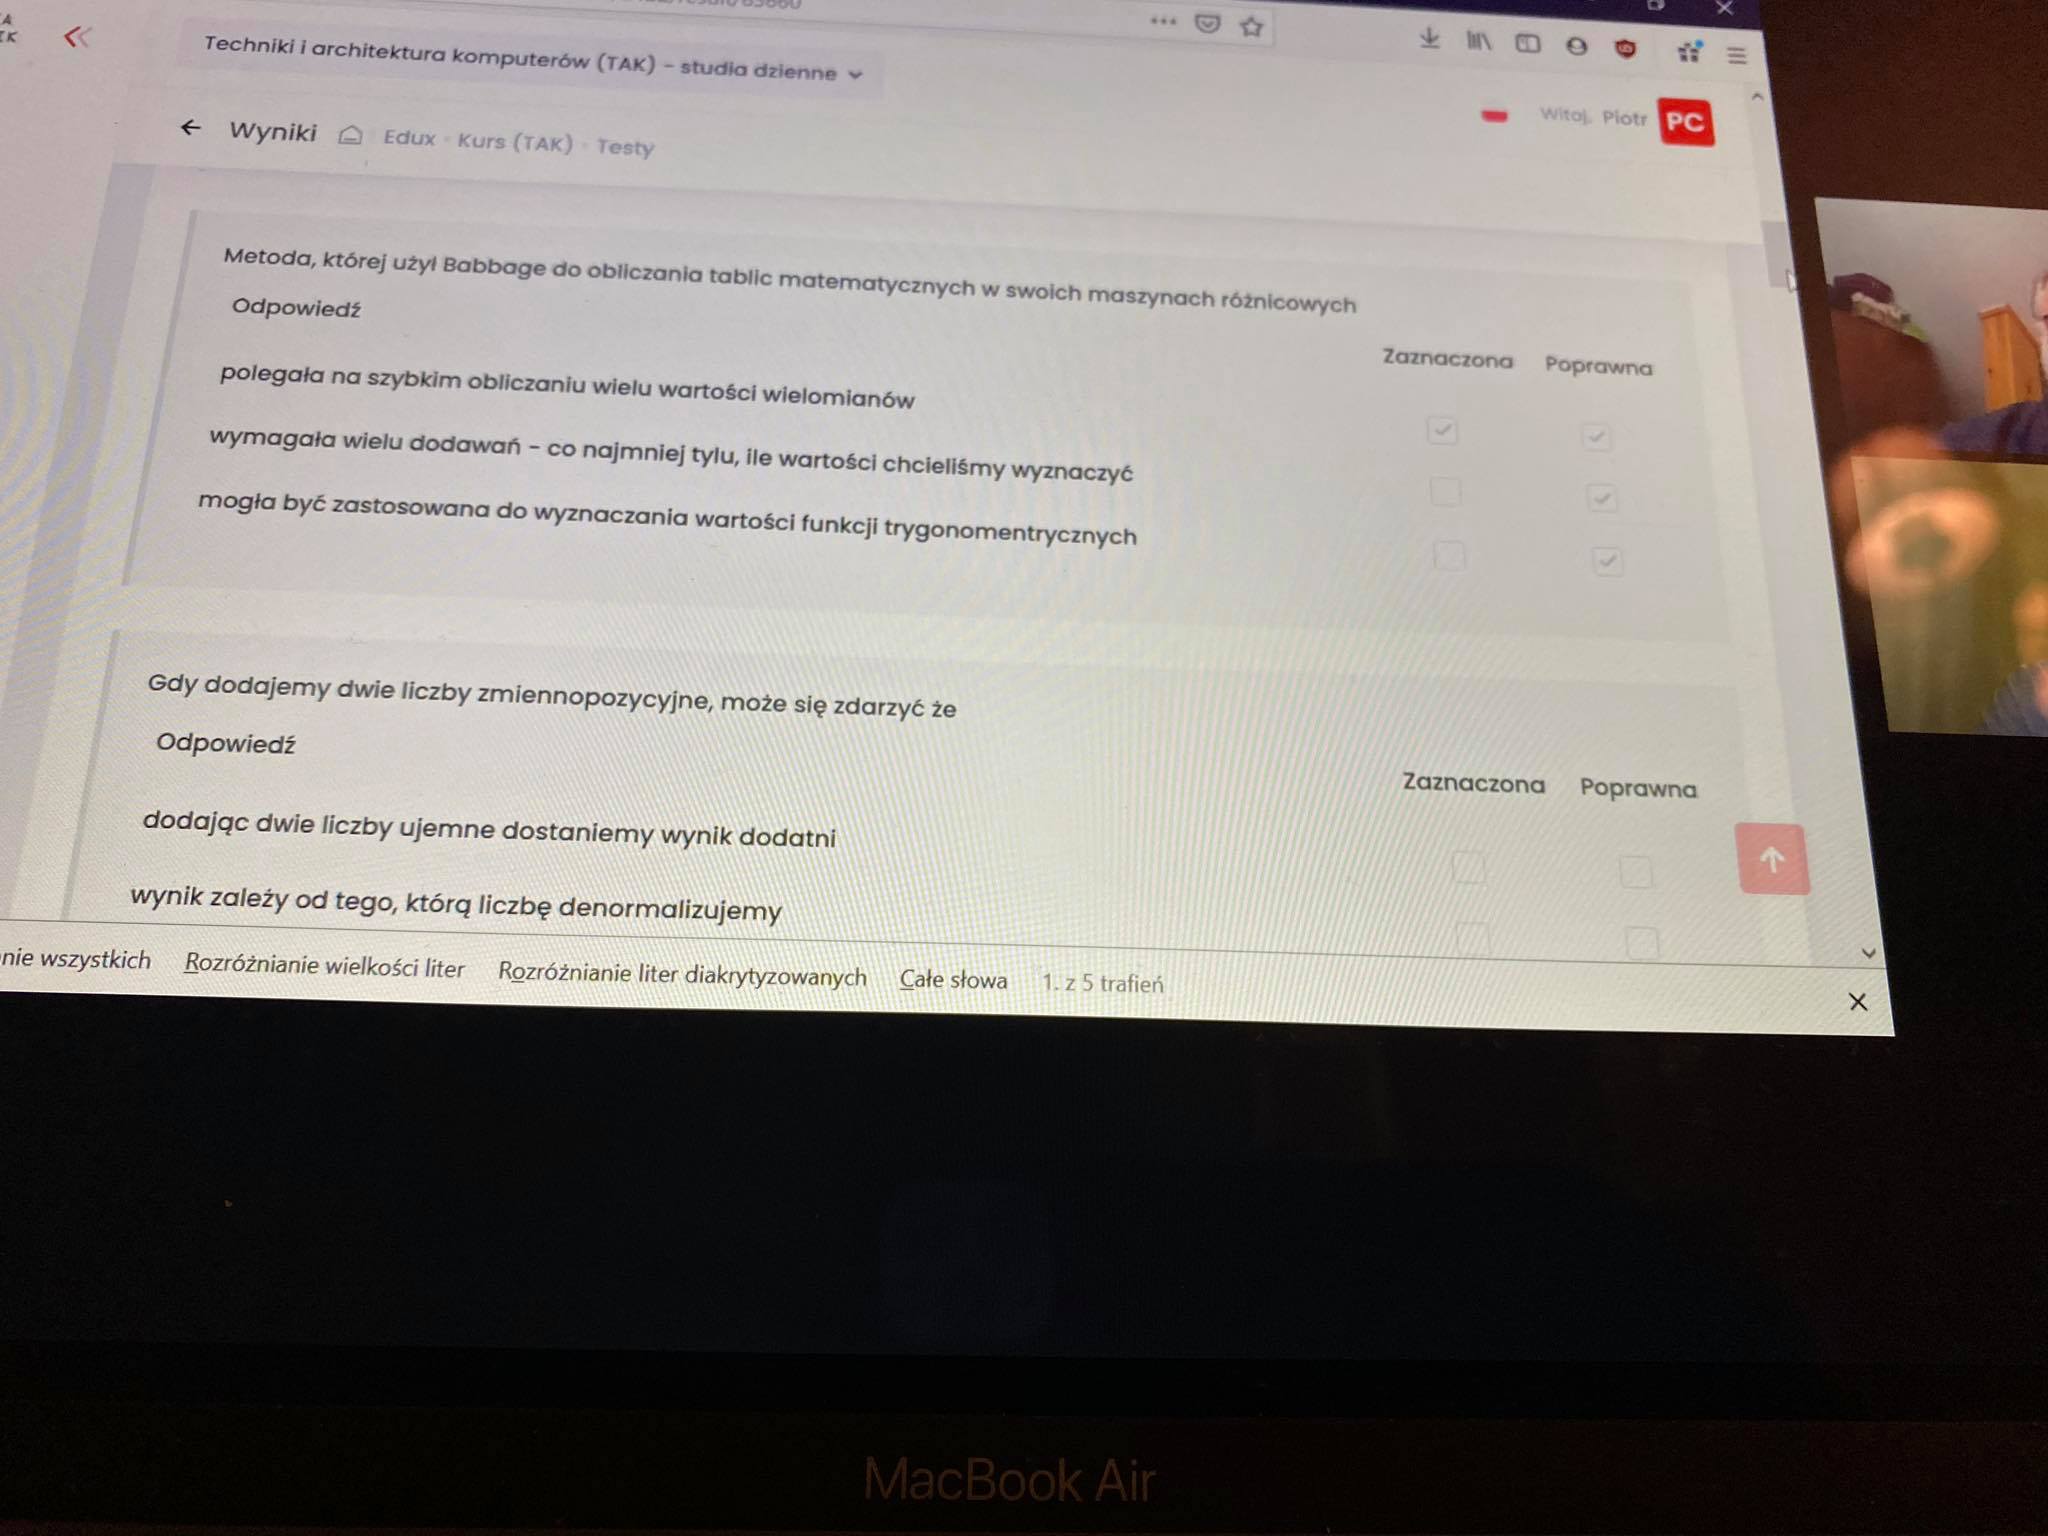 Techniki i architektura komputerów (TAK) – studia dzienne
Wyniki Edux · Kurs (TAK) · Testy
Witaj, Piotr PC
Metoda, której użył Babbage do obliczania tablic matematycznych w swoich maszynach różnicowych
Odpowiedź
Zaznaczona Poprawna
polegała na szybkim obliczaniu wielu wartości wielomianów
wymagała wielu dodawań - co najmniej tylu, ile wartości chcieliśmy wyznaczyć
mogła być zastosowana do wyznaczania wartości funkcji trygonomentrycznych
Gdy dodajemy dwie liczby zmiennopozycyjne, może się zdarzyć że
Odpowiedź
Zaznaczona Poprawna
dodając dwie liczby ujemne dostaniemy wynik dodatni
wynik zależy od tego, którą liczbę denormalizujemy
nie wszystkich Rozróżnianie wielkości liter Rozróżnianie liter diakrytyzowanych Całe słowa 1. z 5 trafień
MacBook Air